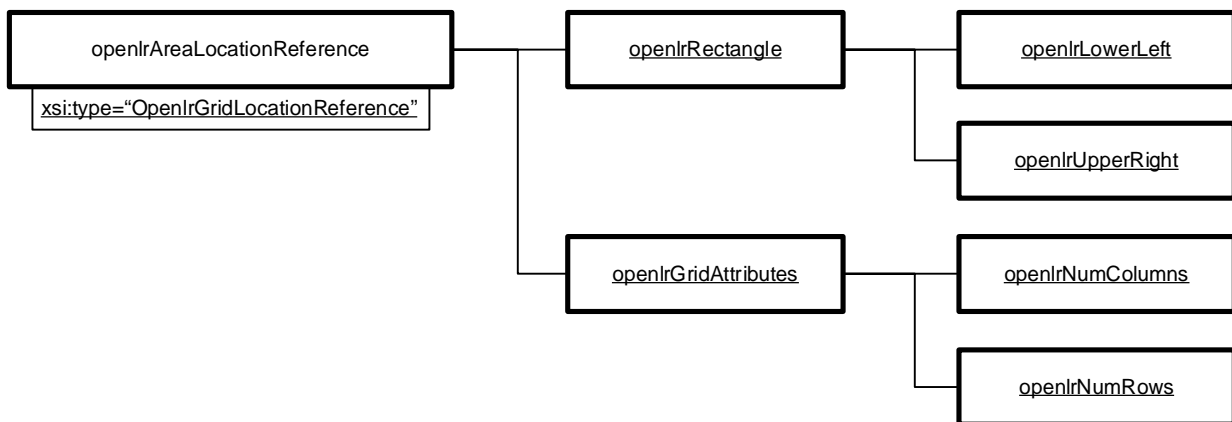 openlrAreaLocationReference
xsi:type=“OpenlrGridLocationReference”
openlrRectangle
openlrLowerLeft
openlrUpperRight
openlrGridAttributes
openlrNumColumns
openlrNumRows